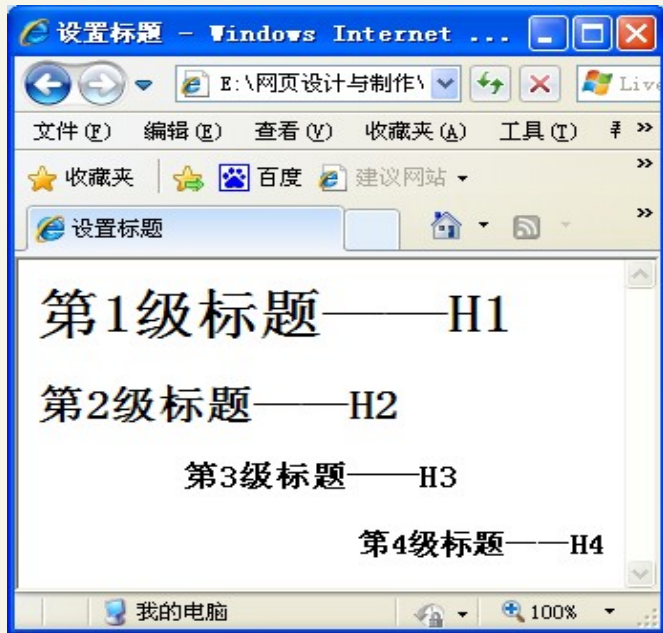 设置标题 - Windows Internet ...
E:\网页设计与制作\ Live
文件(F) 编辑(E) 查看(V) 收藏夹(A) 工具(T) »
收藏夹 百度 建议网站 »
设置标题 »
第1级标题——H1
第2级标题——H2
第3级标题——H3
第4级标题——H4
我的电脑 100%